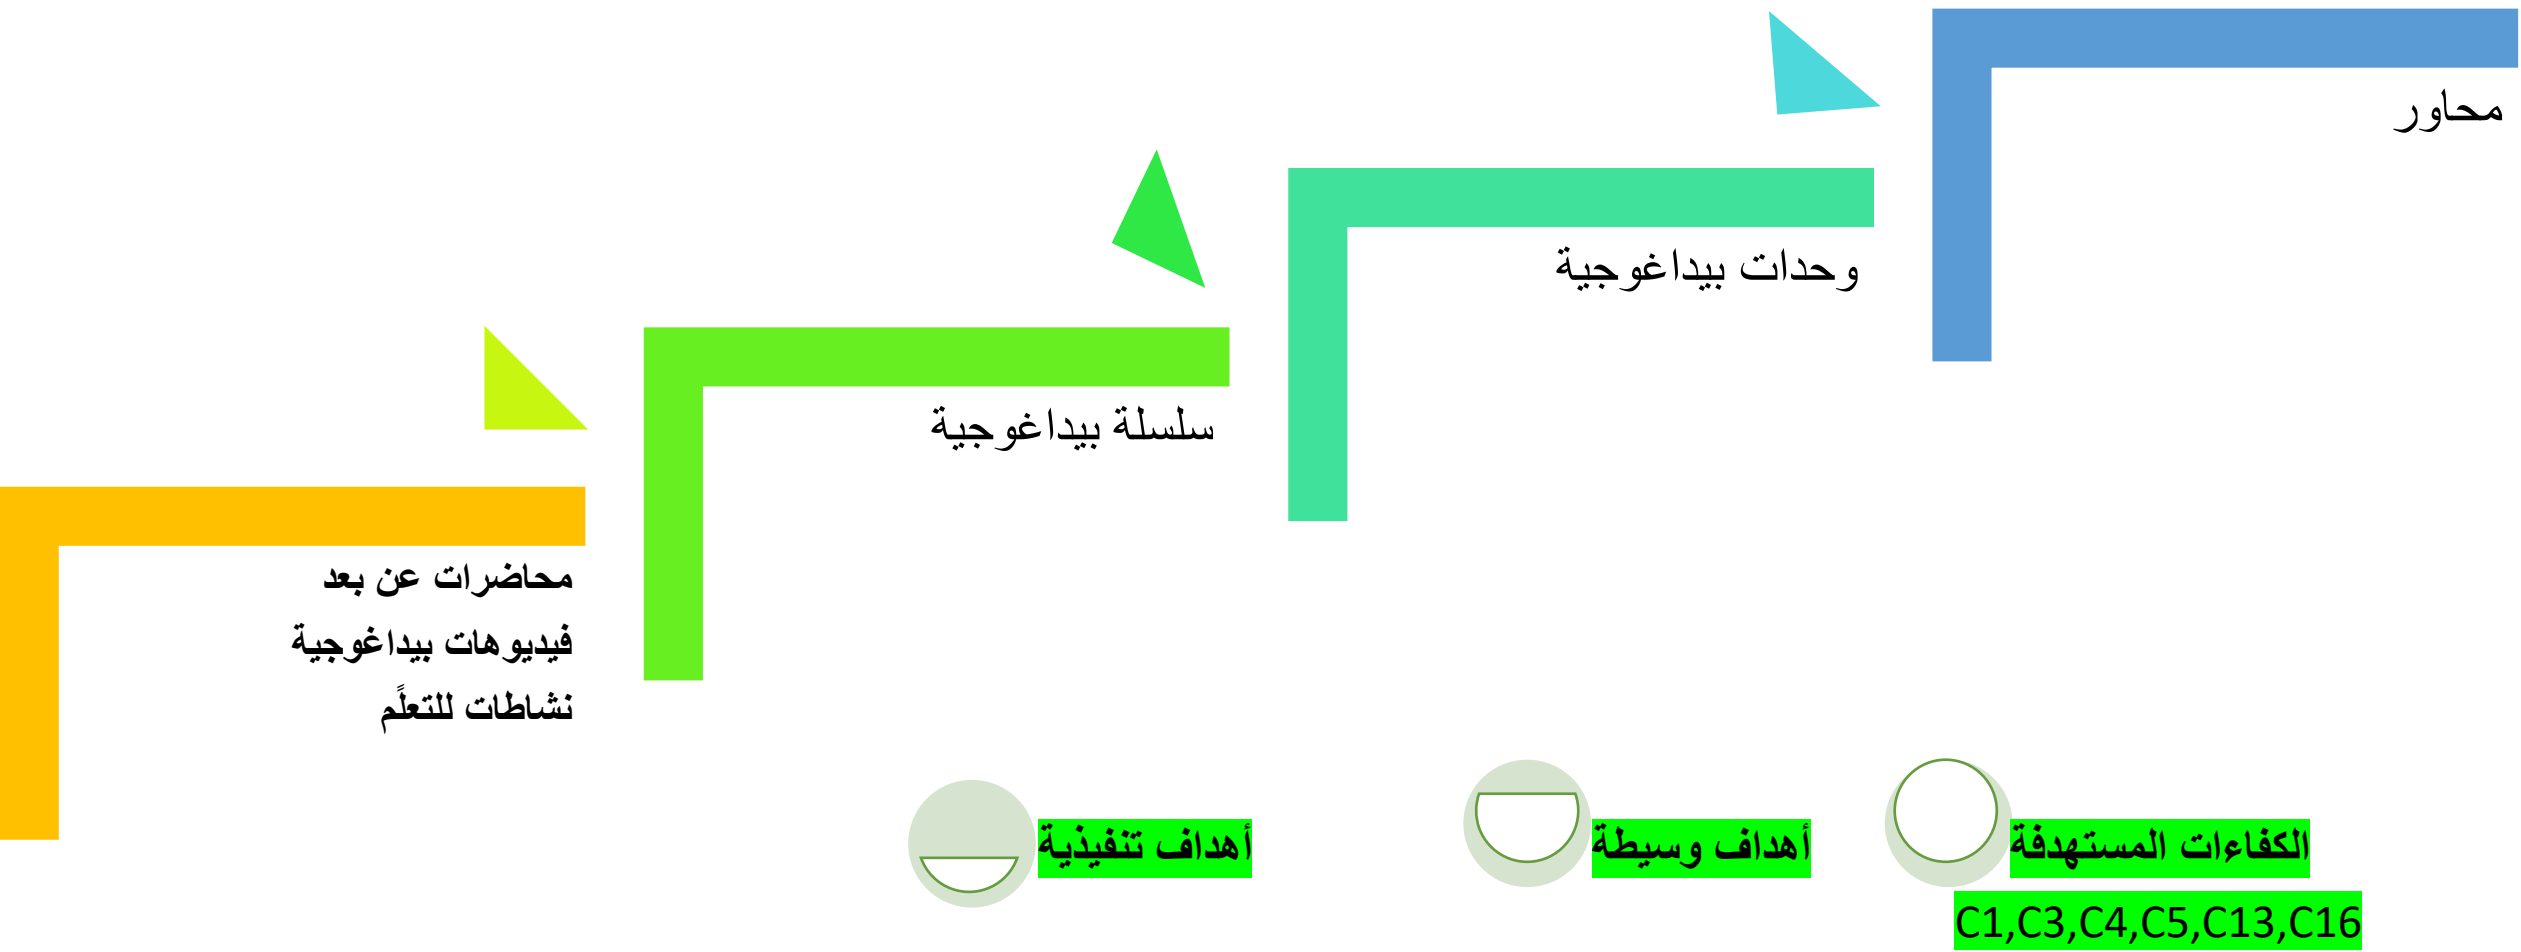 محاور
وحدات بيداغوجية
سلسلة بيداغوجية
محاضرات عن بعد
فيديوهات بيداغوجية
نشاطات للتعلًم
الكفاءات المستهدفة
C1,C3,C4,C5,C13,C16
أهداف وسيطة
أهداف تنفيذية